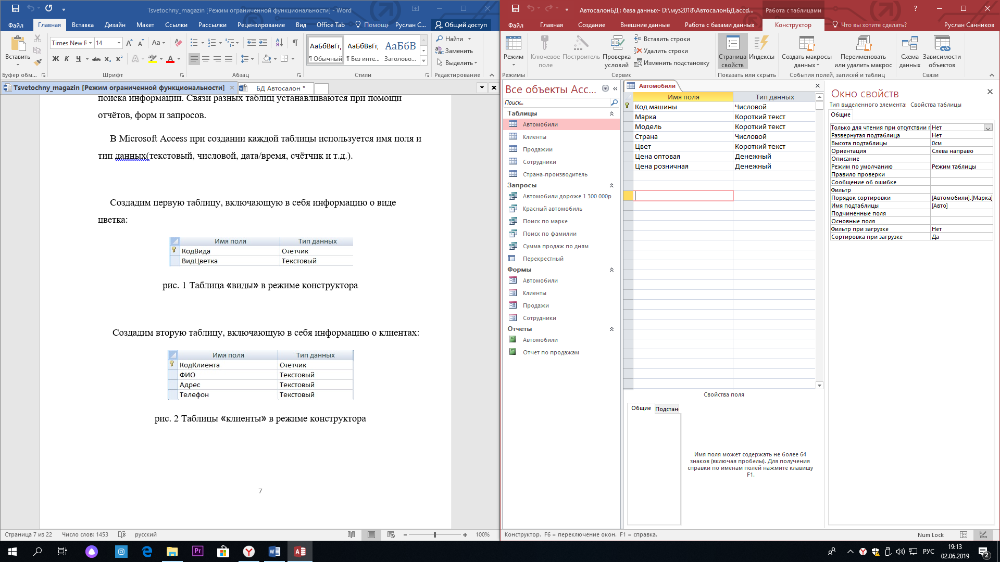 Tsvetochny_magazin [Режим ограниченной функциональности] - Word
Файл Главная Вставка Дизайн Макет Ссылки Рассылки Рецензирование Вид Office Tab Помощь Руслан С... Общий доступ
Times New R 14 Aa
АаБбВвГг, АаБбВвГг, АаБбВ
Вставить
Ж К Ч abc x₂ x² А А
¶ Обычный ¶ Без инте... Заголово...
Найти
Заменить
Выделить
Буфер обм... Шрифт Абзац Стили Редактирование
Tsvetochny_magazin [Режим ограниченной функциональности] БД Автосалон *
поиска информации. Связи разных таблиц устанавливаются при помощи
отчётов, форм и запросов.
В Microsoft Access при создании каждой таблицы используется имя поля и
тип данных(текстовый, числовой, дата/время, счётчик и т.д.).
Создадим первую таблицу, включающую в себя информацию о виде
цветка:
Имя поля Тип данных
КодВида Счетчик
ВидЦветка Текстовый
рис. 1 Таблица «виды» в режиме конструктора
Создадим вторую таблицу, включающую в себя информацию о клиентах:
Имя поля Тип данных
КодКлиента Счетчик
ФИО Текстовый
Адрес Текстовый
Телефон Текстовый
рис. 2 Таблицы «клиенты» в режиме конструктора
7
Страница 7 из 22 Число слов: 1453 русский 100%
АвтосалонБД : база данных- D:\муз2018\АвтосалонБД.accd... Работа с таблицами
Файл Главная Создание Внешние данные Работа с базами данных Конструктор Что вы хотите сделать? Руслан Санников
Режим
Ключевое поле
Построитель
Проверка условий
Вставить строки
Удалить строки
Изменить подстановку
Страница свойств
Индексы
Создать макросы данных
Переименовать или удалить макрос
Схема данных
Зависимости объектов
Режимы Сервис Показать или скрыть События полей, записей и таблиц Связи
Все объекты Acc...
Поиск...
Таблицы
Автомобили
Клиенты
Продажии
Сотрудники
Страна-производитель
Запросы
Автомобили дороже 1 300 000р
Красный автомобиль
Поиск по марке
Поиск по фамилии
Сумма продаж по дням
Перекрестный
Формы
Автомобили
Клиенты
Продажи
Сотрудники
Отчеты
Автомобили
Отчет по продажам
Автомобили
Имя поля Тип данных
Код машины Числовой
Марка Короткий текст
Модель Короткий текст
Страна Числовой
Цвет Короткий текст
Цена оптовая Денежный
Цена розничная Денежный
Свойства поля
Общие Подстан
Имя поля может содержать не более 64
знаков (включая пробелы). Для получения
справки по именам полей нажмите клавишу
F1.
Окно свойств
Тип выделенного элемента: Свойства таблицы
Общие
Только для чтения при отсутствии п Нет
Развернутая подтаблица Нет
Высота подтаблицы 0см
Ориентация Слева направо
Описание
Режим по умолчанию Режим таблицы
Правило проверки
Сообщение об ошибке
Фильтр
Порядок сортировки [Автомобили].[Марка]
Имя подтаблицы [Авто]
Подчиненные поля
Основные поля
Фильтр при загрузке Нет
Сортировка при загрузке Да
Конструктор. F6 = переключение окон. F1 = справка. Num Lock
РУС
19:13
02.06.2019
2